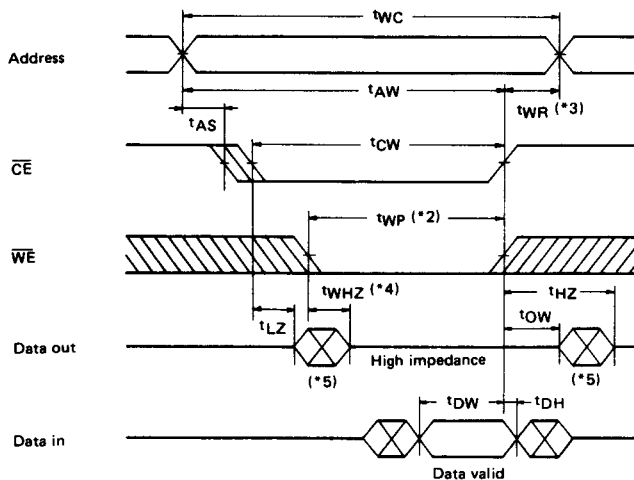 tWC
Address
tAW
tWR (*3)
tAS
tCW
CE
tWP (*2)
WE
tWHZ (*4)
tHZ
tLZ
tOW
Data out
High impedance
(*5)
(*5)
tDW
tDH
Data in
Data valid